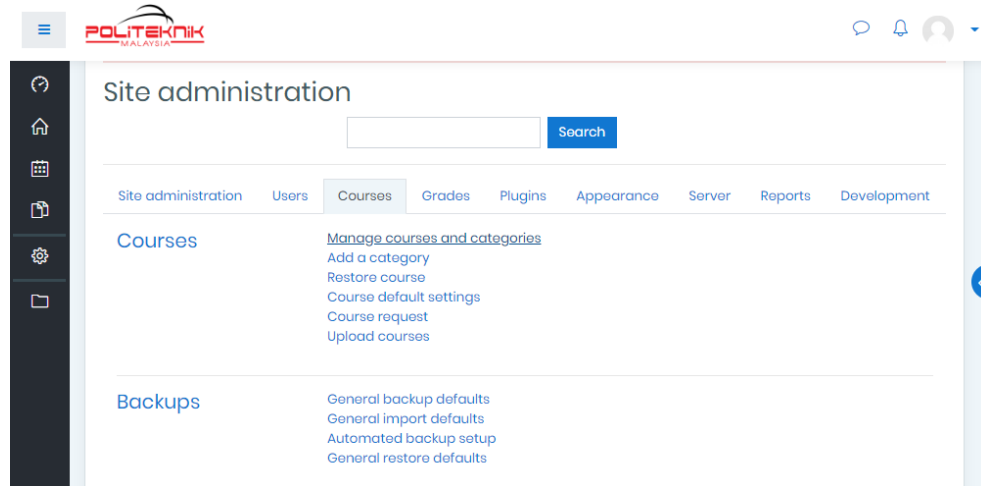 POLITEKNIK
MALAYSIA
Site administration
Search
Site administration Users Courses Grades Plugins Appearance Server Reports Development
Courses
Manage courses and categories
Add a category
Restore course
Course default settings
Course request
Upload courses
Backups
General backup defaults
General import defaults
Automated backup setup
General restore defaults